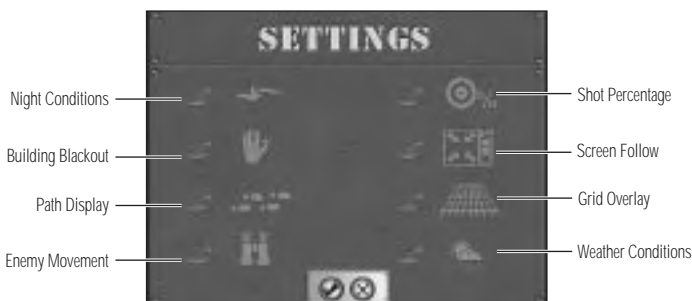 SETTINGS
Night Conditions
Building Blackout
Path Display
Enemy Movement
Shot Percentage
Screen Follow
Grid Overlay
Weather Conditions